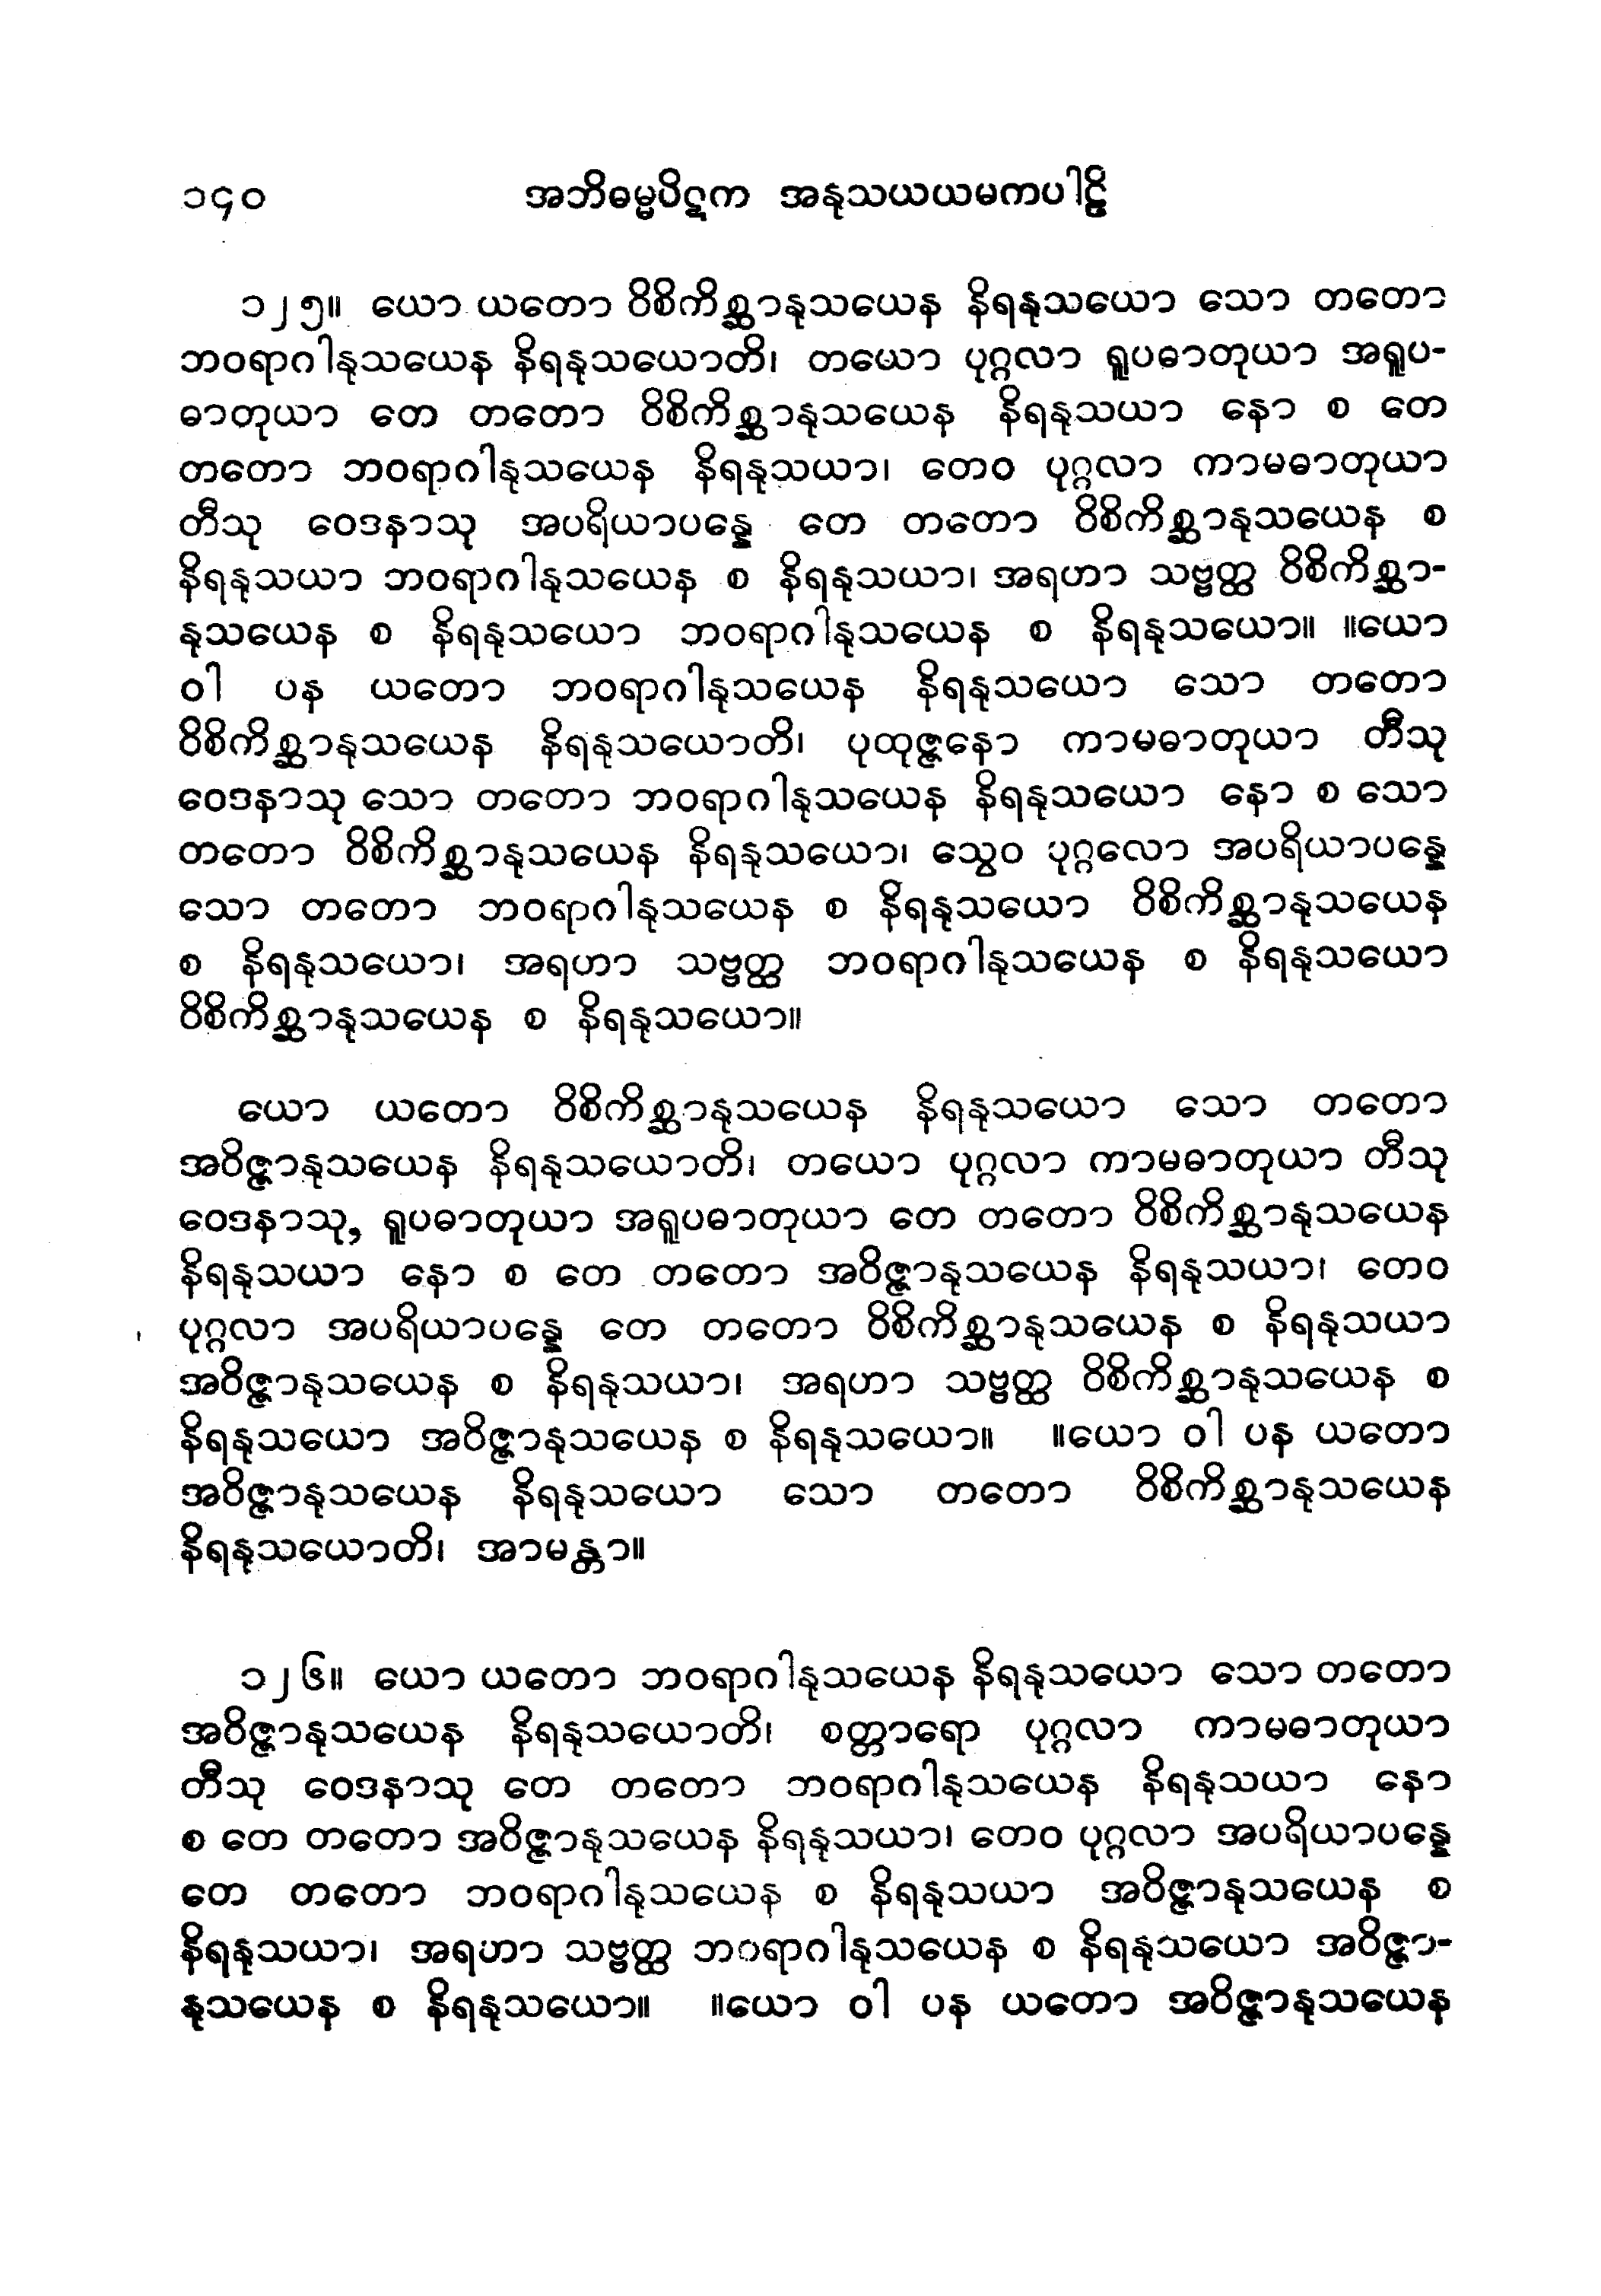 ၁၄၀ အဘိဓမ္မပိဋက အနုသယယမကပါဠိ
၁၂၅။ ယော ယတော ဝိစိကိစ္ဆာနုသယေန နိရနုသယော သော တတော
ဘဝရာဂါနုသယေန နိရနုသယောတိ၊ တယော ပုဂ္ဂလာ ရူပဓာတုယာ အရူပ-
ဓာတုယာ တေ တတော ဝိစိကိစ္ဆာနုသယေန နိရနုသယာ နော စ တေ
တတော ဘဝရာဂါနုသယေန နိရနုသယာ၊ တေဝ ပုဂ္ဂလာ ကာမဓာတုယာ
တီသု ဝေဒနာသု အပရိယာပန္နေ တေ တတော ဝိစိကိစ္ဆာနုသယေန စ
နိရနုသယာ ဘဝရာဂါနုသယေန စ နိရနုသယာ၊ အရဟာ သဗ္ဗတ္ထ ဝိစိကိစ္ဆာ-
နုသယေန စ နိရနုသယော ဘဝရာဂါနုသယေန စ နိရနုသယော။ ။ယော
ဝါ ပန ယတော ဘဝရာဂါနုသယေန နိရနုသယော သော တတော
ဝိစိကိစ္ဆာနုသယေန နိရနုသယောတိ၊ ပုထုဇ္ဇနော ကာမဓာတုယာ တီသု
ဝေဒနာသု သော တတော ဘဝရာဂါနုသယေန နိရနုသယော နော စ သော
တတော ဝိစိကိစ္ဆာနုသယေန နိရနုသယော၊ သွေဝ ပုဂ္ဂလော အပရိယာပန္နေ
သော တတော ဘဝရာဂါနုသယေန စ နိရနုသယော ဝိစိကိစ္ဆာနုသယေန
စ နိရနုသယော၊ အရဟာ သဗ္ဗတ္ထ ဘဝရာဂါနုသယေန စ နိရနုသယော
ဝိစိကိစ္ဆာနုသယေန စ နိရနုသယော။
ယော ယတော ဝိစိကိစ္ဆာနုသယေန နိရနုသယော သော တတော
အဝိဇ္ဇာနုသယေန နိရနုသယောတိ၊ တယော ပုဂ္ဂလာ ကာမဓာတုယာ တီသု
ဝေဒနာသု, ရူပဓာတုယာ အရူပဓာတုယာ တေ တတော ဝိစိကိစ္ဆာနုသယေန
နိရနုသယာ နော စ တေ တတော အဝိဇ္ဇာနုသယေန နိရနုသယာ၊ တေဝ
ပုဂ္ဂလာ အပရိယာပန္နေ တေ တတော ဝိစိကိစ္ဆာနုသယေန စ နိရနုသယာ
အဝိဇ္ဇာနုသယေန စ နိရနုသယာ၊ အရဟာ သဗ္ဗတ္ထ ဝိစိကိစ္ဆာနုသယေန စ
နိရနုသယော အဝိဇ္ဇာနုသယေန စ နိရနုသယော။ ။ယော ဝါ ပန ယတော
အဝိဇ္ဇာနုသယေန နိရနုသယော သော တတော ဝိစိကိစ္ဆာနုသယေန
နိရနုသယောတိ၊ အာမန္တာ။
၁၂၆။ ယော ယတော ဘဝရာဂါနုသယေန နိရနုသယော သော တတော
အဝိဇ္ဇာနုသယေန နိရနုသယောတိ၊ စတ္တာရော ပုဂ္ဂလာ ကာမဓာတုယာ
တီသု ဝေဒနာသု တေ တတော ဘဝရာဂါနုသယေန နိရနုသယာ နော
စ တေ တတော အဝိဇ္ဇာနုသယေန နိရနုသယာ၊ တေဝ ပုဂ္ဂလာ အပရိယာပန္နေ
တေ တတော ဘဝရာဂါနုသယေန စ နိရနုသယာ အဝိဇ္ဇာနုသယေန စ
နိရနုသယာ၊ အရဟာ သဗ္ဗတ္ထ ဘဝရာဂါနုသယေန စ နိရနုသယော အဝိဇ္ဇာ-
နုသယေန စ နိရနုသယော။ ။ယော ဝါ ပန ယတော အဝိဇ္ဇာနုသယေန